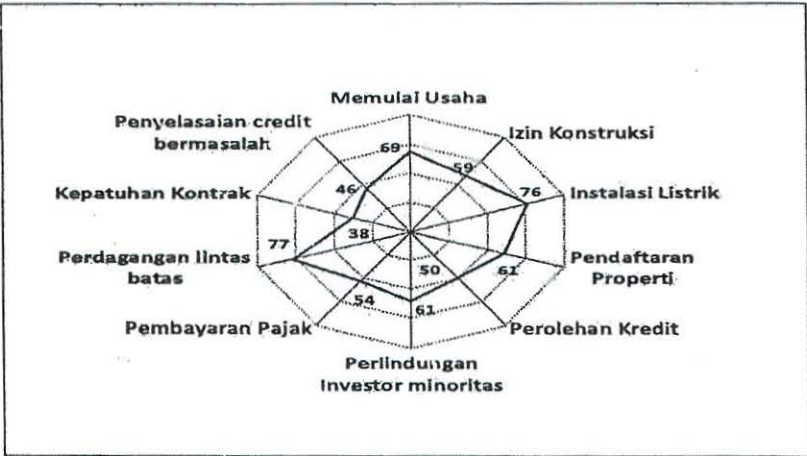 Memulai Usaha
Penyelasaian credit
bermasalah
Izin Konstruksi
69
59
46
76
Kepatuhan Kontrak
Instalasi Listrik
38
77
Perdagangan lintas
batas
Pendaftaran
Properti
50
61
54
61
Pembayaran Pajak
Perolehan Kredit
Perlindungan
Investor minoritas